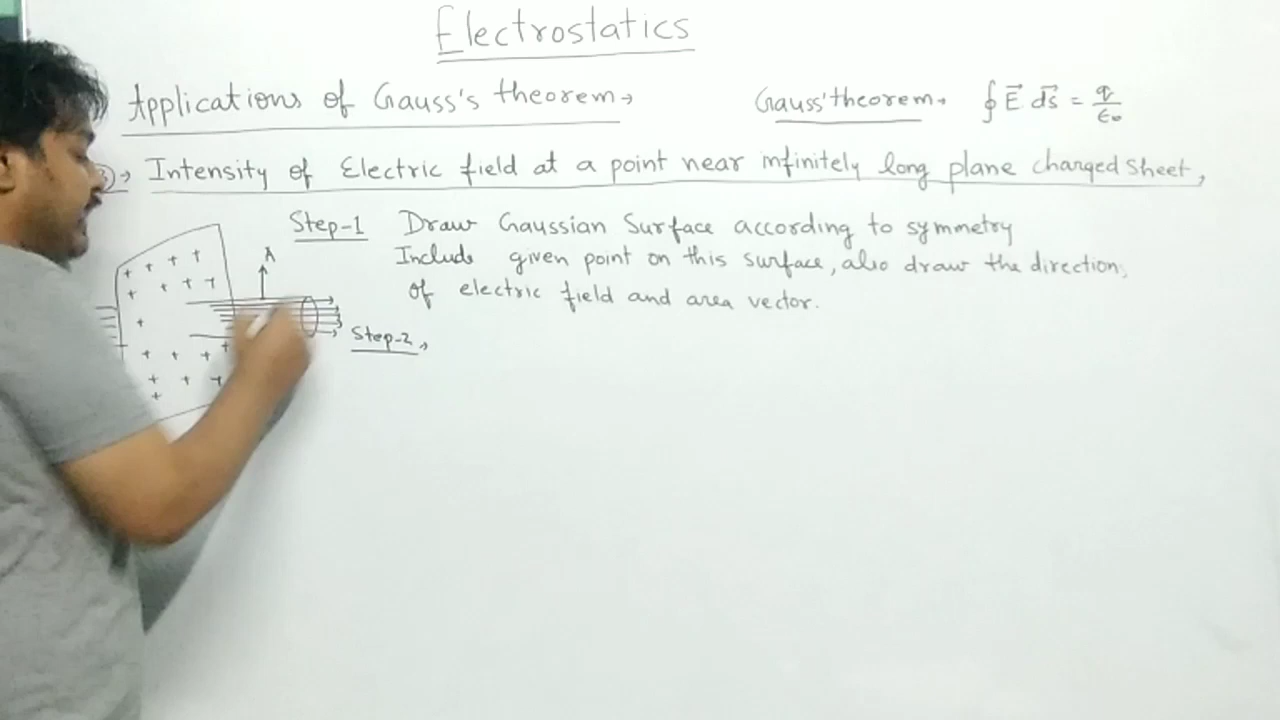 Electrostatics
Applications of Gauss's theorem→
Gauss' theorem→ ∮ E⃗ ds⃗ = q/ε₀
3)→ Intensity of Electric field at a point near infinitely long plane charged sheet,
Step-1 Draw Gaussian Surface according to symmetry
Include given point on this surface, also draw the direction,
of electric field and area vector.
Step-2,